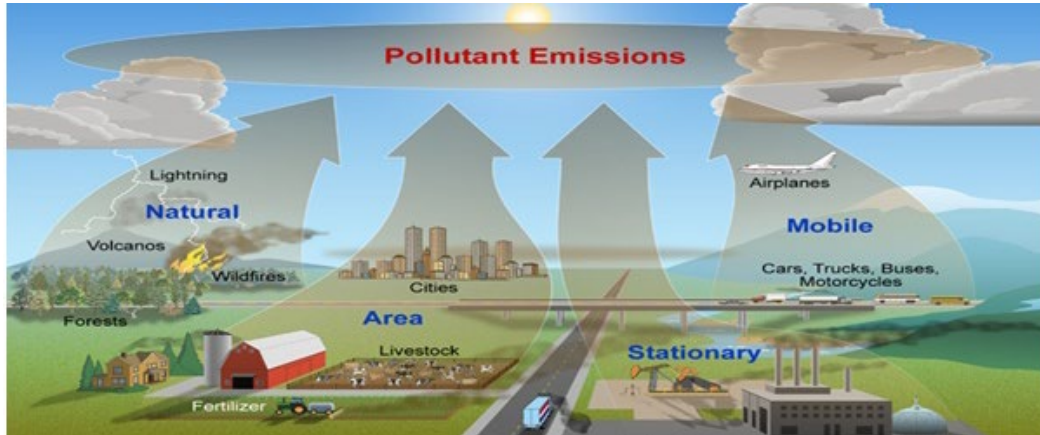 Pollutant Emissions
Lightning
Natural
Volcanos
Wildfires
Forests
Cities
Area
Livestock
Fertilizer
Airplanes
Mobile
Cars, Trucks, Buses,
Motorcycles
Stationary